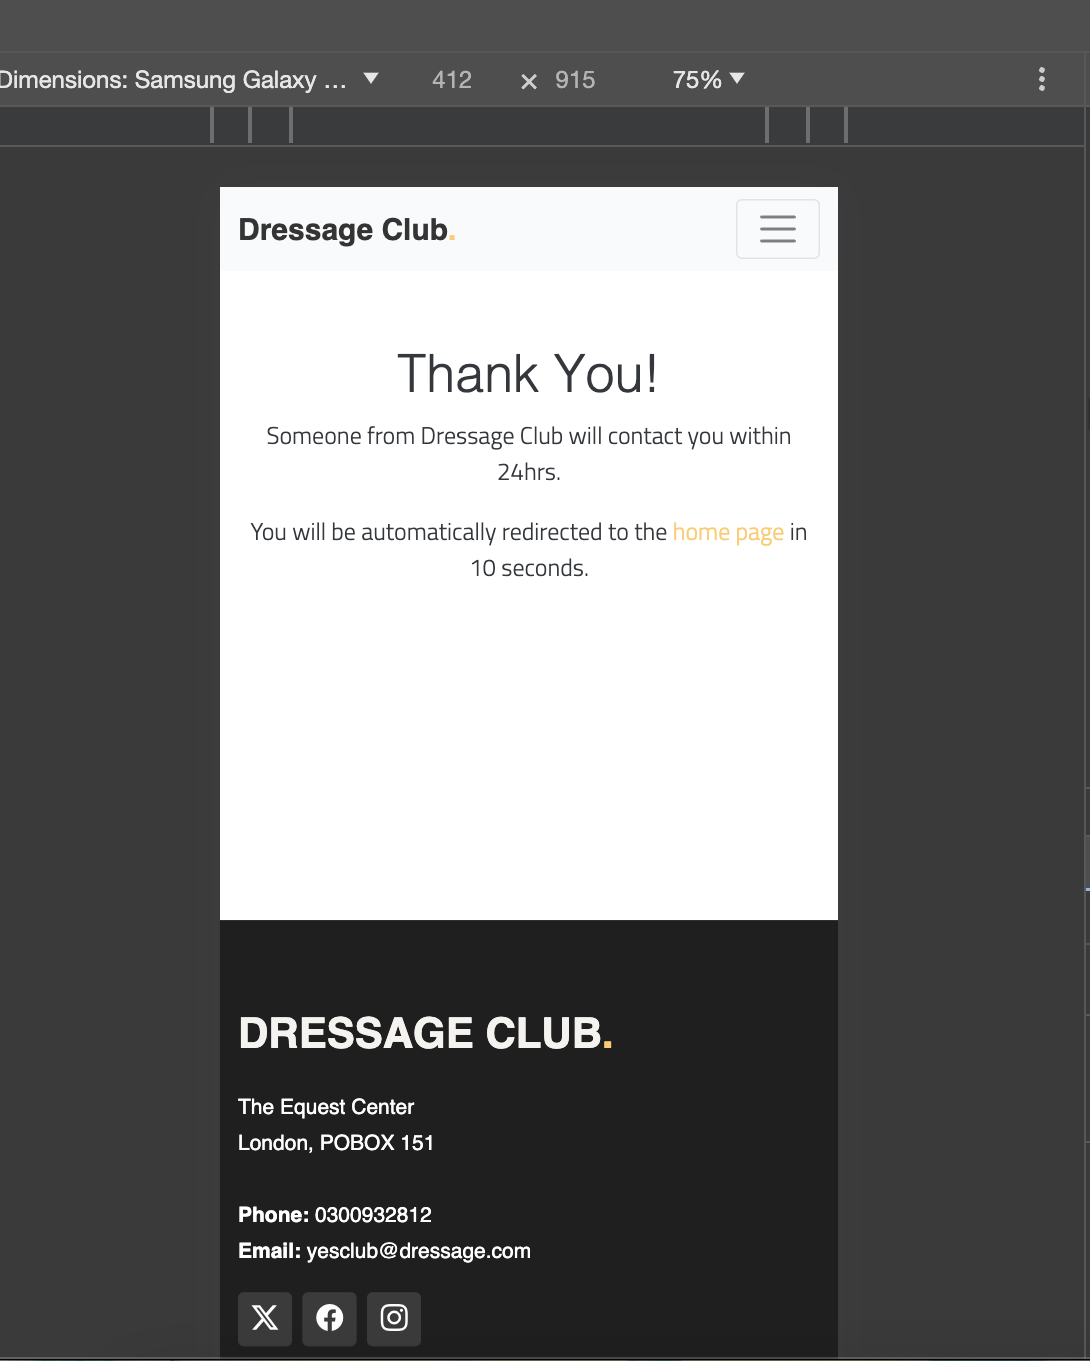 Dimensions: Samsung Galaxy ... 412 × 915 75%
Dressage Club.
Thank You!
Someone from Dressage Club will contact you within
24hrs.
You will be automatically redirected to the home page in
10 seconds.
DRESSAGE CLUB.
The Equest Center
London, POBOX 151
Phone: 0300932812
Email: yesclub@dressage.com